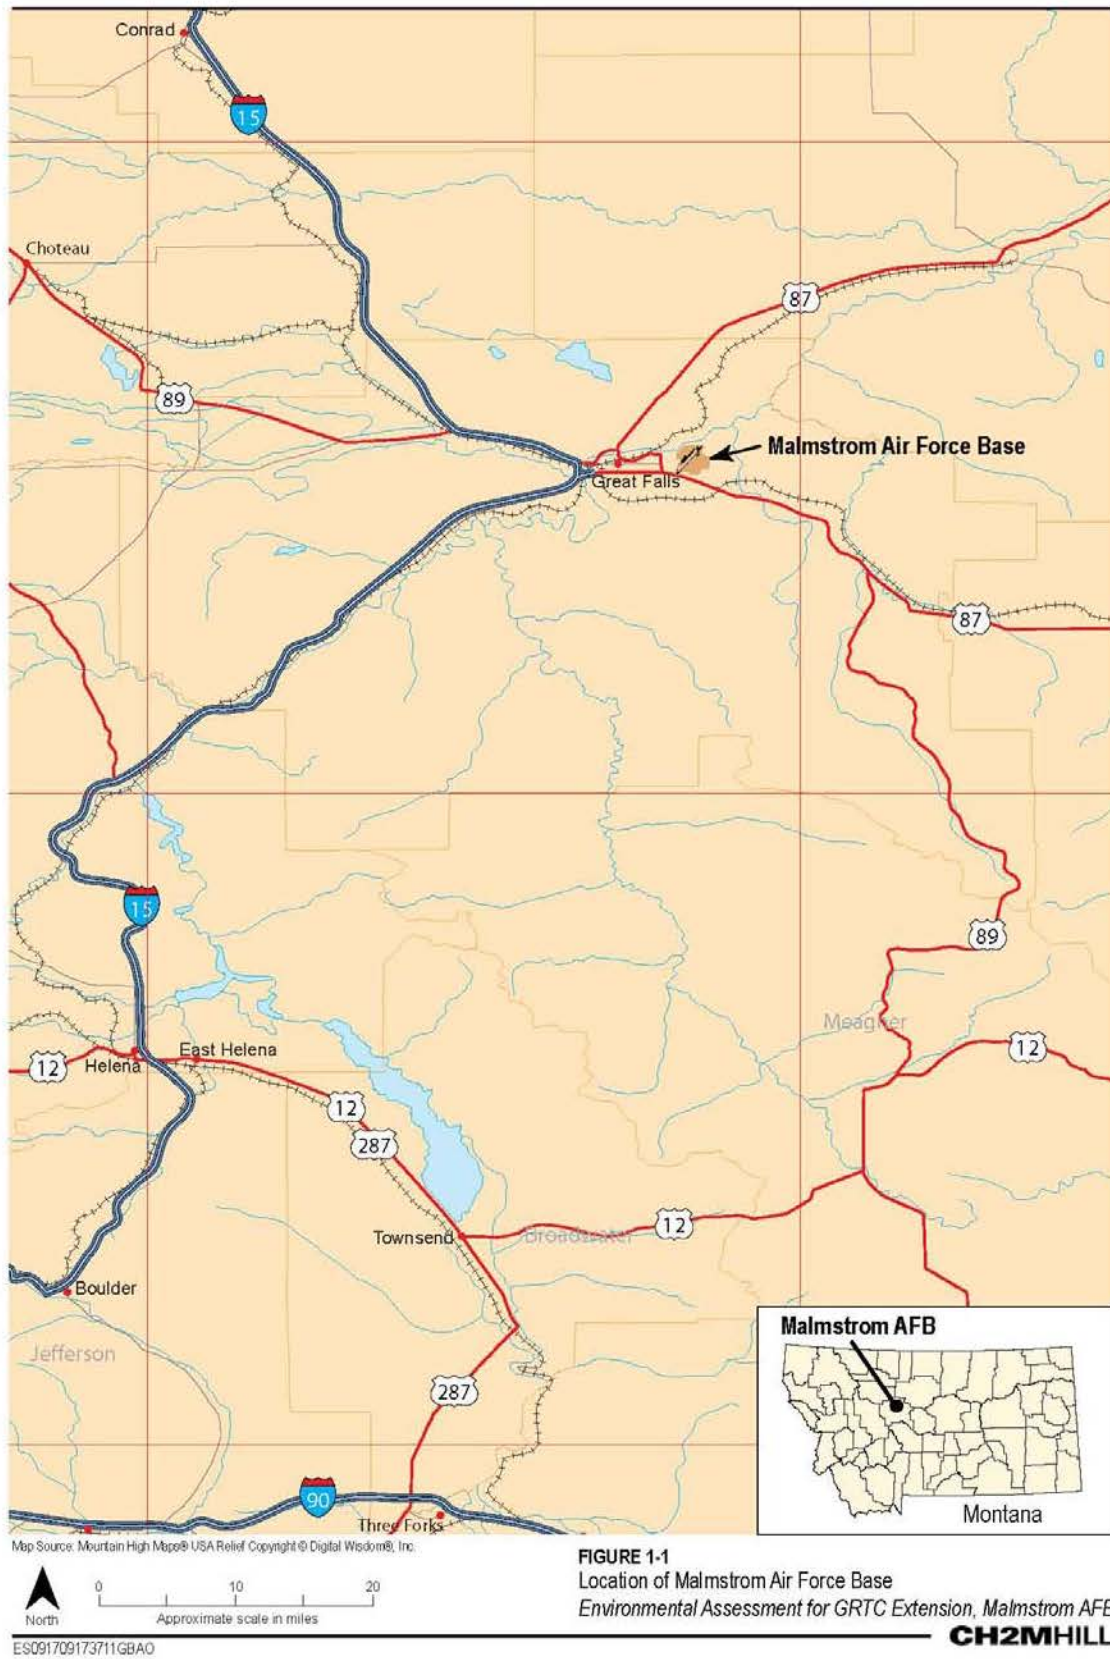 Conrad
15
Choteau
87
89
Malmstrom Air Force Base
Great Falls
87
15
89
Meagher
12
East Helena
12
Helena
12
287
Townsend
Broadwater
12
Boulder
Jefferson
287
90
Three Forks
Malmstrom AFB
Montana
Map Source: Mountain High Maps® USA Relief Copyright © Digital Wisdom®, Inc.
North
0 10 20
Approximate scale in miles
FIGURE 1-1
Location of Malmstrom Air Force Base
Environmental Assessment for GRTC Extension, Malmstrom AFB
CH2MHILL
ES091709173711GBAO